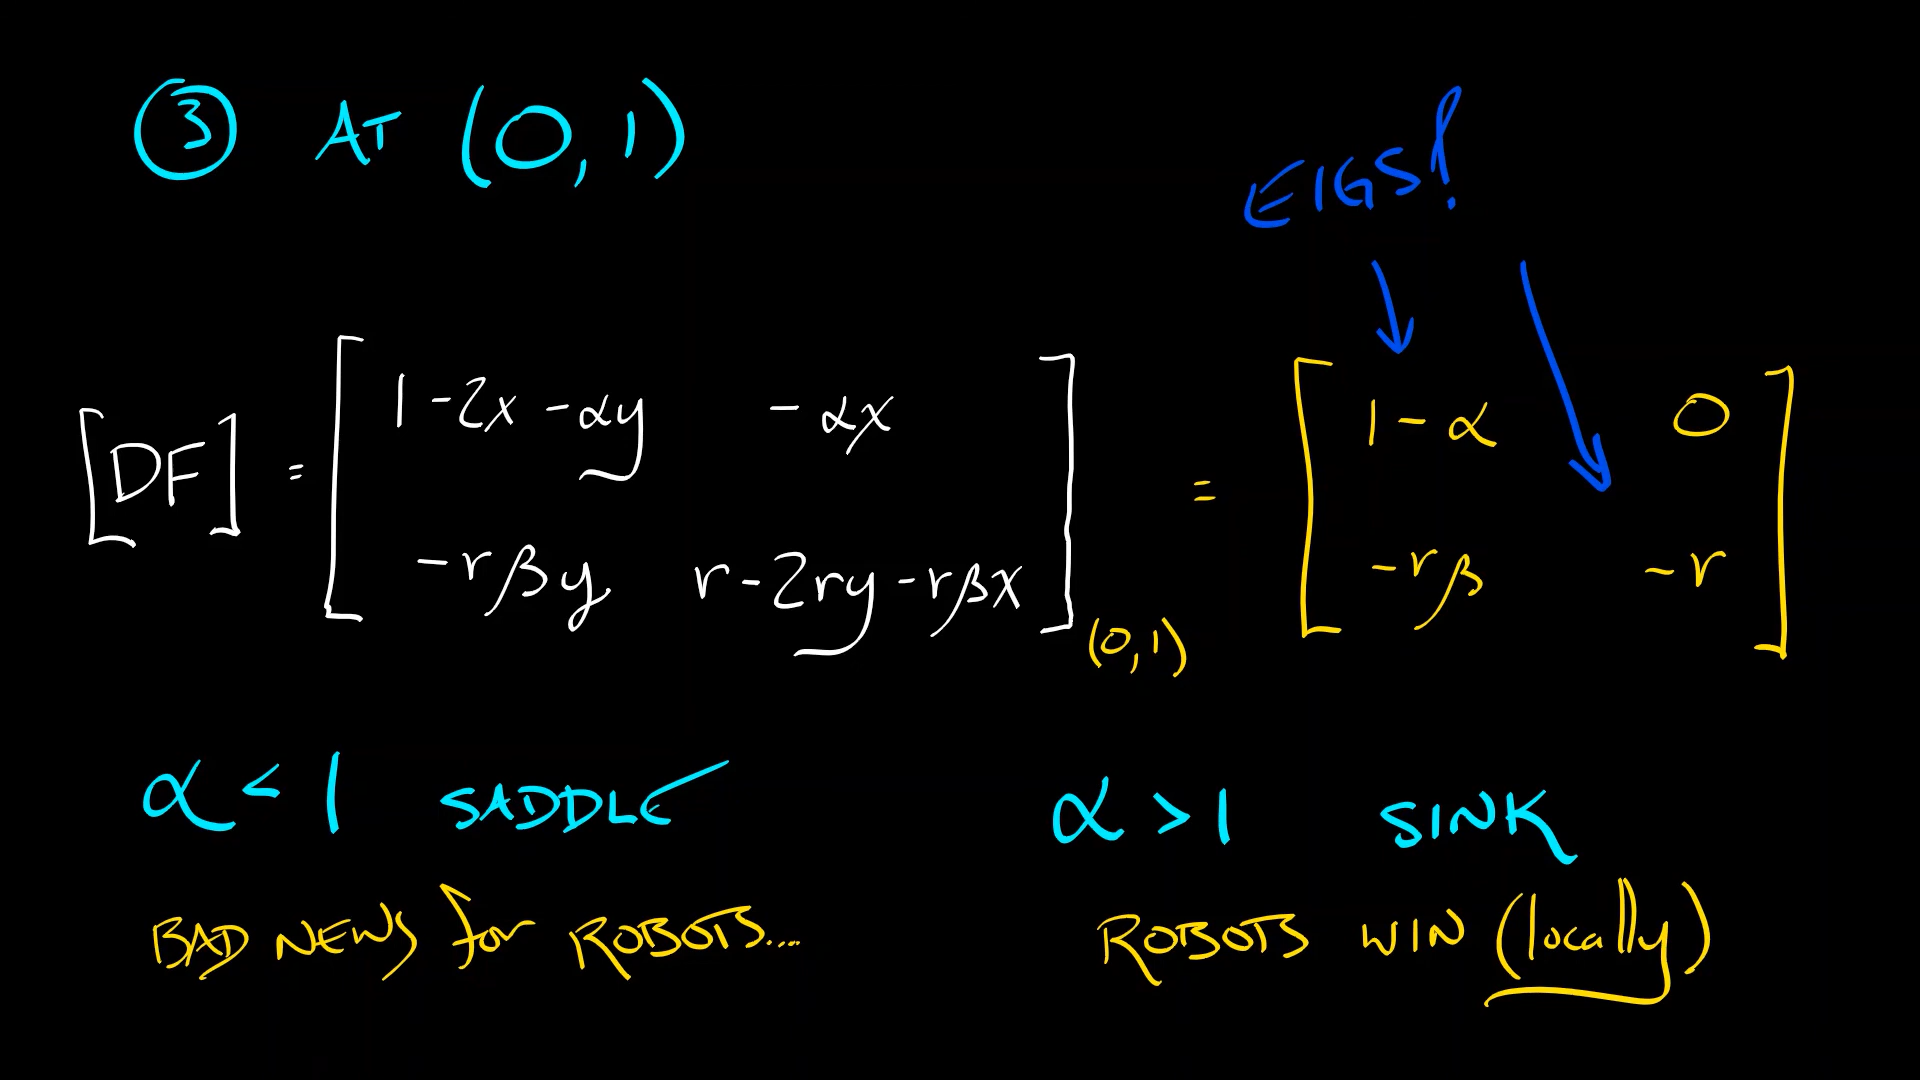 ③ AT (0,1)
EIGS!
[DF] = [ 1-2x-αy -αx ; -rβy r-2ry-rβx ](0,1) = [ 1-α 0 ; -rβ -r ]
α < 1 SADDLE α > 1 SINK
BAD NEWS for ROBOTS... ROBOTS WIN (locally)